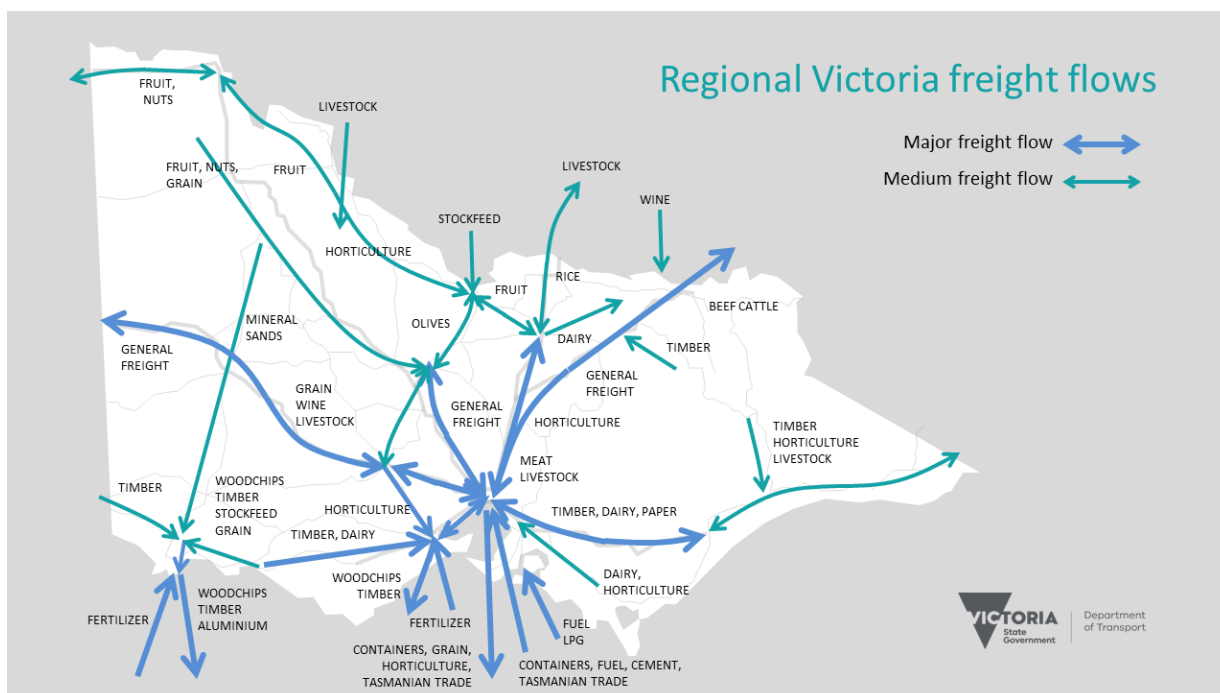 Regional Victoria freight flows
Major freight flow
Medium freight flow
FRUIT,
NUTS
LIVESTOCK
FRUIT, NUTS,
GRAIN
FRUIT
LIVESTOCK
WINE
STOCKFEED
HORTICULTURE
RICE
FRUIT
BEEF CATTLE
OLIVES
MINERAL
SANDS
DAIRY
TIMBER
GENERAL
FREIGHT
GENERAL
FREIGHT
GRAIN
WINE
LIVESTOCK
GENERAL
FREIGHT
HORTICULTURE
TIMBER
HORTICULTURE
LIVESTOCK
MEAT
LIVESTOCK
TIMBER
WOODCHIPS
TIMBER
STOCKFEED
GRAIN
HORTICULTURE
TIMBER, DAIRY
TIMBER, DAIRY, PAPER
WOODCHIPS
TIMBER
DAIRY,
HORTICULTURE
FERTILIZER
WOODCHIPS
TIMBER
ALUMINIUM
FERTILIZER
FUEL
LPG
CONTAINERS, GRAIN,
HORTICULTURE,
TASMANIAN TRADE
CONTAINERS, FUEL, CEMENT,
TASMANIAN TRADE
VICTORIA
State
Government
Department
of Transport